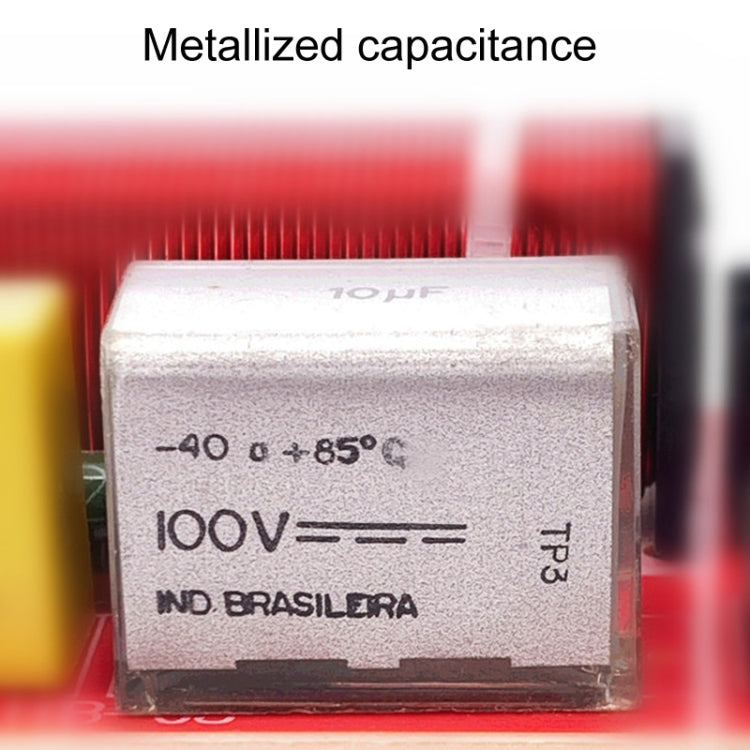 Metallized capacitance
10µF
-40 a +85°C
100V
TP3
IND. BRASILEIRA